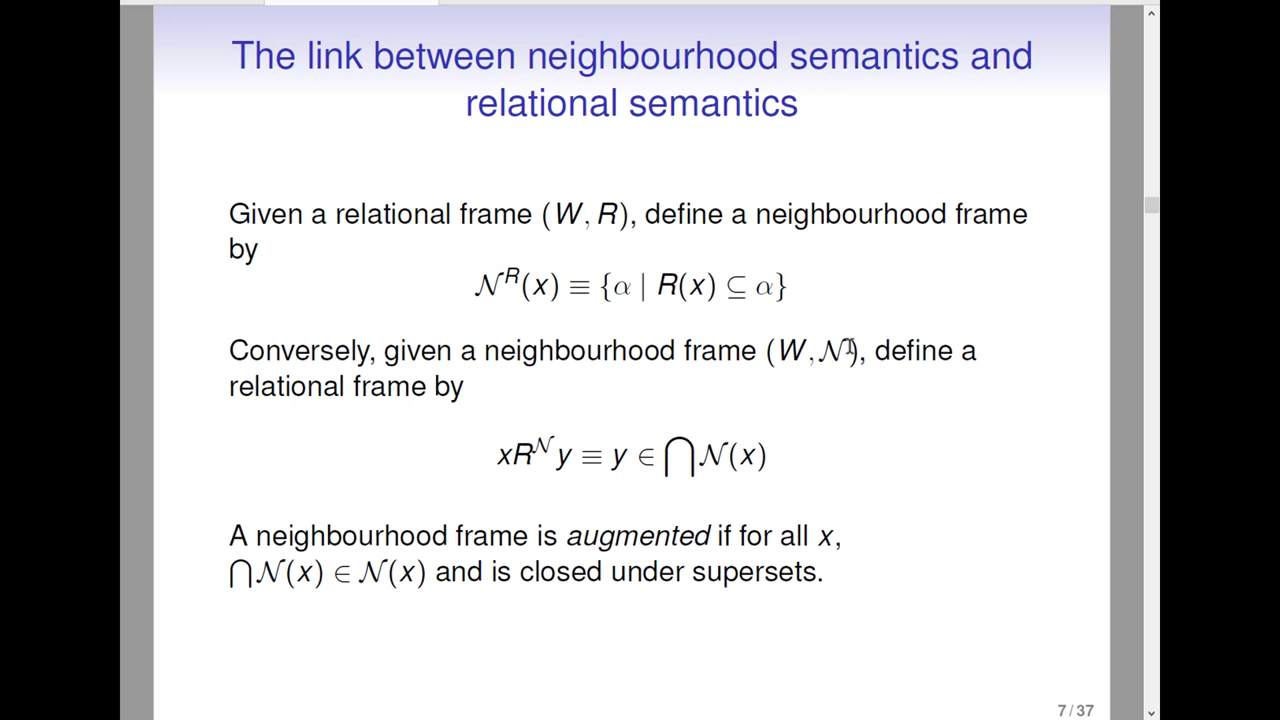 The link between neighbourhood semantics and
relational semantics
Given a relational frame (W, R), define a neighbourhood frame
by
𝒩ᴿ(x) ≡ {α | R(x) ⊆ α}
Conversely, given a neighbourhood frame (W, 𝒩), define a
relational frame by
xR^𝒩 y ≡ y ∈ ⋂𝒩(x)
A neighbourhood frame is augmented if for all x,
⋂𝒩(x) ∈ 𝒩(x) and is closed under supersets.
7 / 37